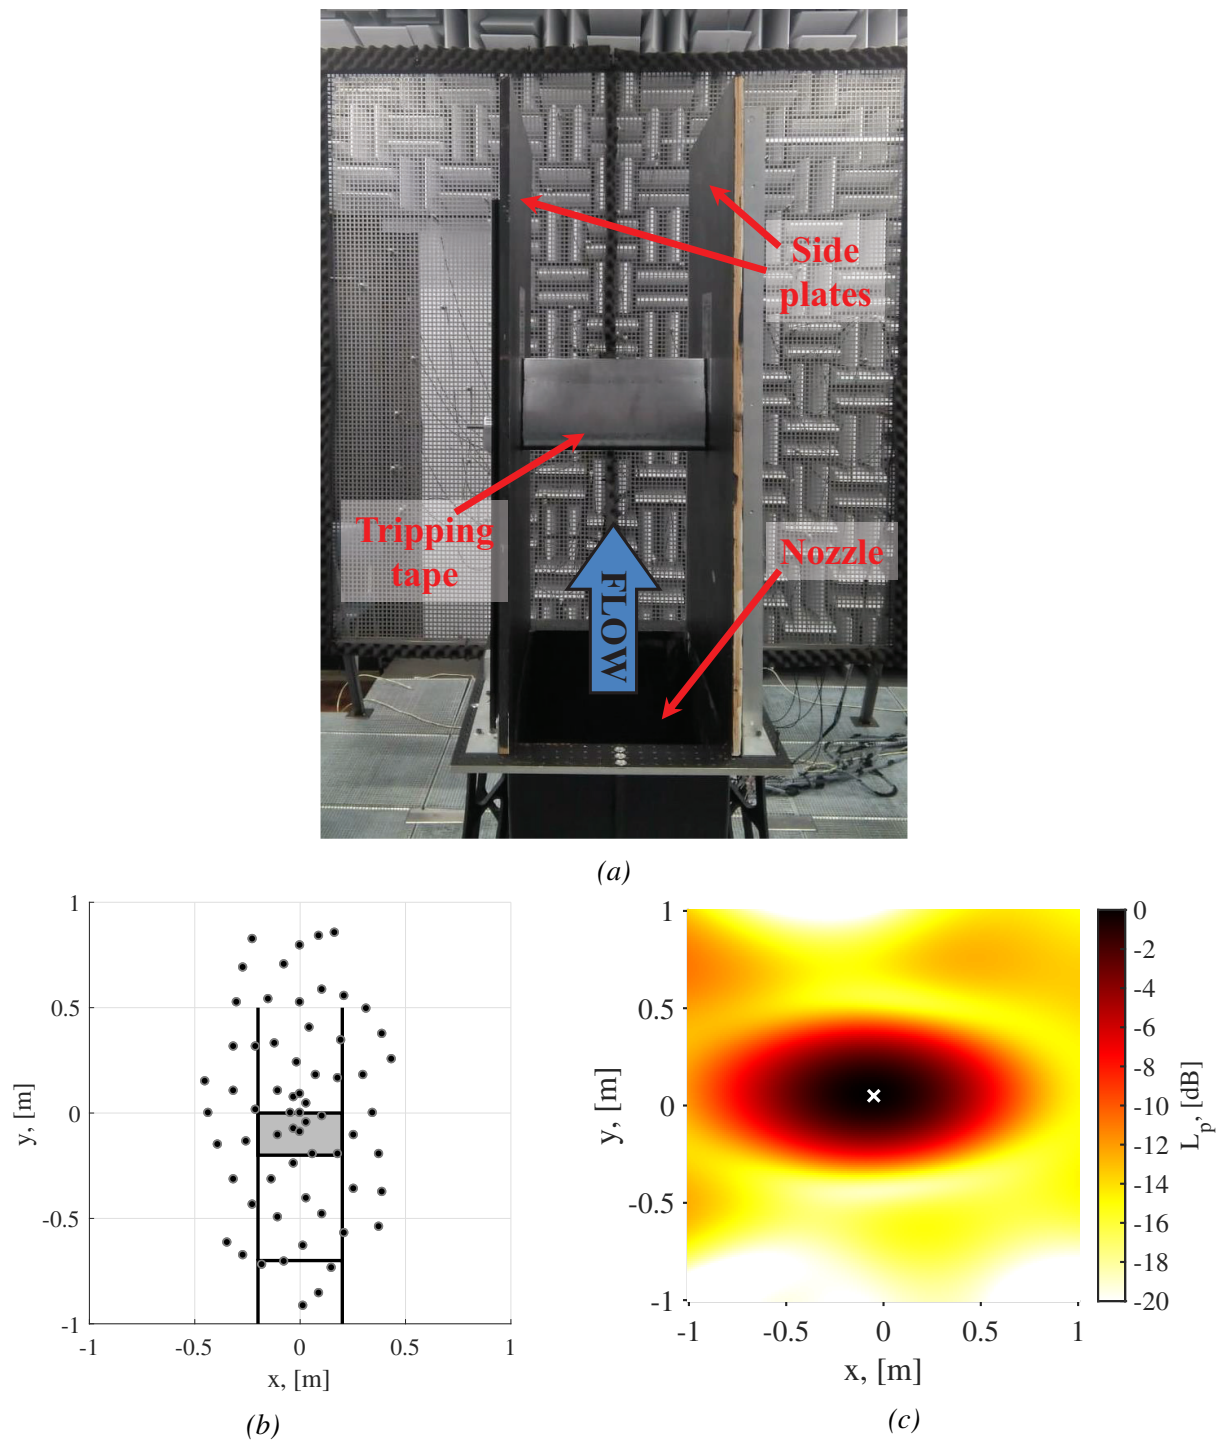 Side
plates
Tripping
tape
Nozzle
FLOW
(a)
1
0.5
0
-0.5
-1
-1
-0.5
0
0.5
1
y, [m]
x, [m]
(b)
1
0.5
0
-0.5
-1
-1
-0.5
0
0.5
1
y, [m]
x, [m]
0
-2
-4
-6
-8
-10
-12
-14
-16
-18
-20
Lp, [dB]
(c)